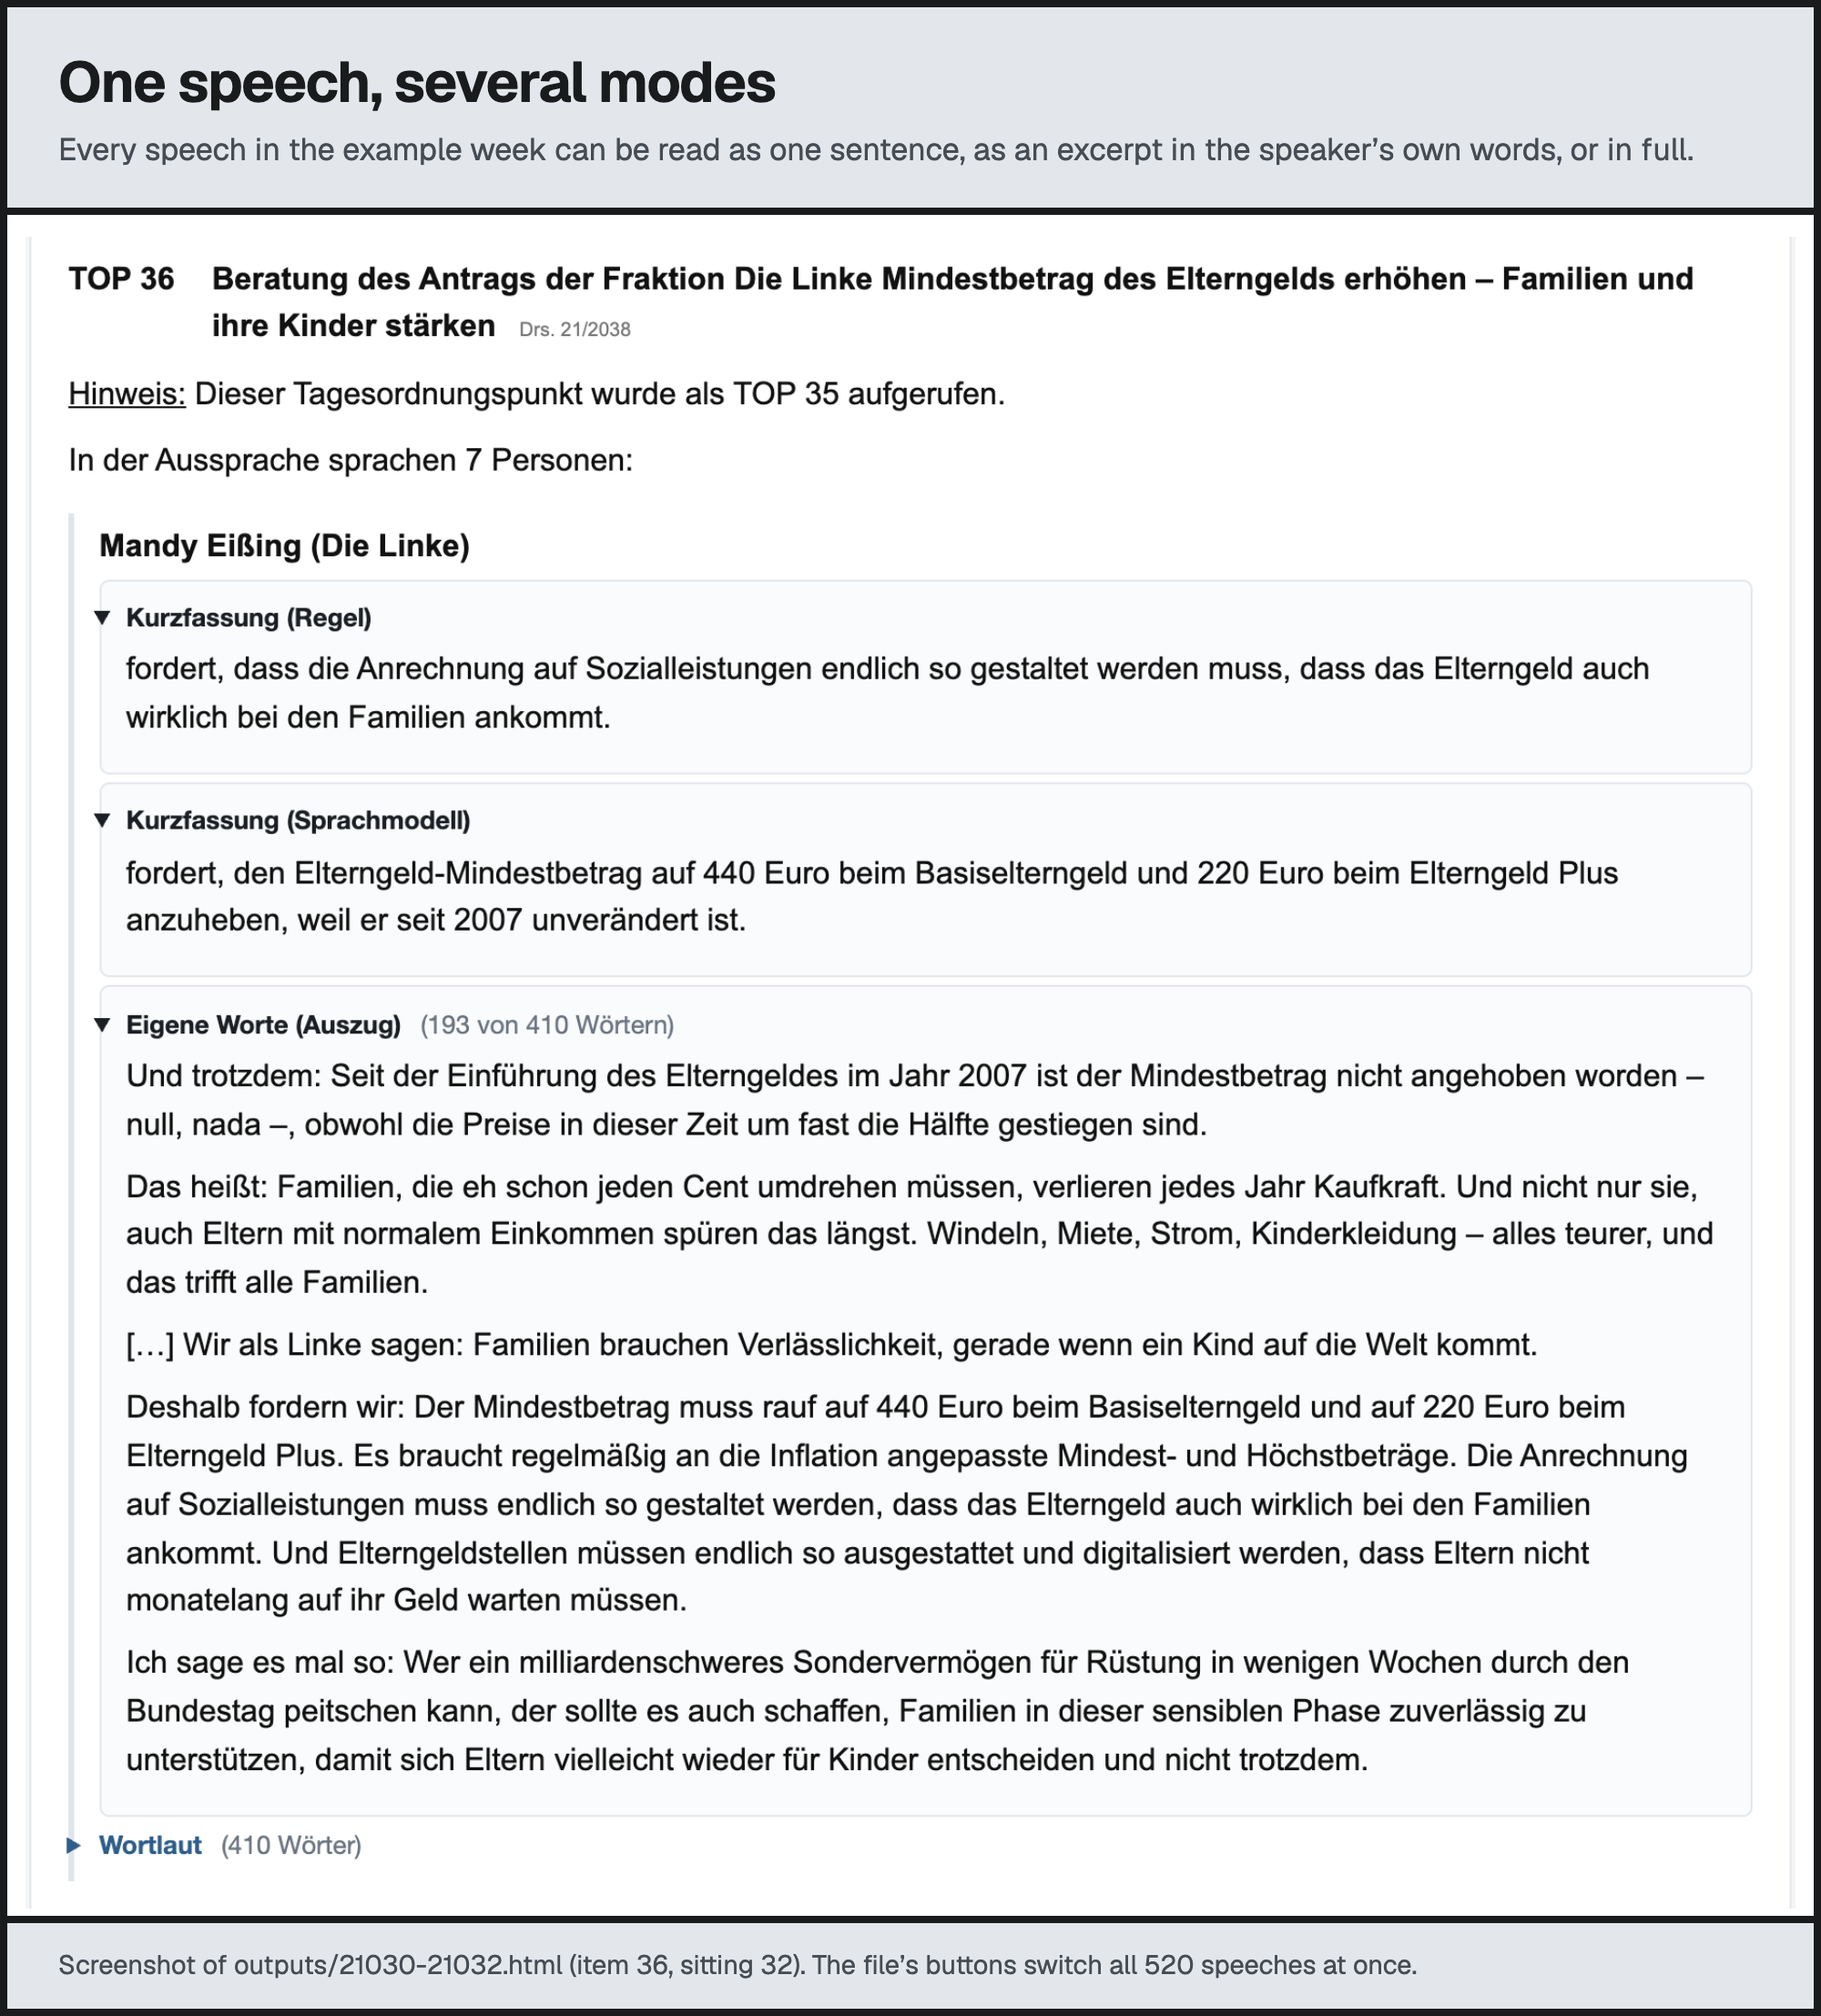 One speech, several modes
Every speech in the example week can be read as one sentence, as an excerpt in the speaker’s own words, or in full.
TOP 36 Beratung des Antrags der Fraktion Die Linke Mindestbetrag des Elterngelds erhöhen – Familien und
ihre Kinder stärken Drs. 21/2038
Hinweis: Dieser Tagesordnungspunkt wurde als TOP 35 aufgerufen.
In der Aussprache sprachen 7 Personen:
Mandy Eißing (Die Linke)
▼ Kurzfassung (Regel)
fordert, dass die Anrechnung auf Sozialleistungen endlich so gestaltet werden muss, dass das Elterngeld auch
wirklich bei den Familien ankommt.
▼ Kurzfassung (Sprachmodell)
fordert, den Elterngeld-Mindestbetrag auf 440 Euro beim Basiselterngeld und 220 Euro beim Elterngeld Plus
anzuheben, weil er seit 2007 unverändert ist.
▼ Eigene Worte (Auszug) (193 von 410 Wörtern)
Und trotzdem: Seit der Einführung des Elterngeldes im Jahr 2007 ist der Mindestbetrag nicht angehoben worden –
null, nada –, obwohl die Preise in dieser Zeit um fast die Hälfte gestiegen sind.
Das heißt: Familien, die eh schon jeden Cent umdrehen müssen, verlieren jedes Jahr Kaufkraft. Und nicht nur sie,
auch Eltern mit normalem Einkommen spüren das längst. Windeln, Miete, Strom, Kinderkleidung – alles teurer, und
das trifft alle Familien.
[…] Wir als Linke sagen: Familien brauchen Verlässlichkeit, gerade wenn ein Kind auf die Welt kommt.
Deshalb fordern wir: Der Mindestbetrag muss rauf auf 440 Euro beim Basiselterngeld und auf 220 Euro beim
Elterngeld Plus. Es braucht regelmäßig an die Inflation angepasste Mindest- und Höchstbeträge. Die Anrechnung
auf Sozialleistungen muss endlich so gestaltet werden, dass das Elterngeld auch wirklich bei den Familien
ankommt. Und Elterngeldstellen müssen endlich so ausgestattet und digitalisiert werden, dass Eltern nicht
monatelang auf ihr Geld warten müssen.
Ich sage es mal so: Wer ein milliardenschweres Sondervermögen für Rüstung in wenigen Wochen durch den
Bundestag peitschen kann, der sollte es auch schaffen, Familien in dieser sensiblen Phase zuverlässig zu
unterstützen, damit sich Eltern vielleicht wieder für Kinder entscheiden und nicht trotzdem.
▶ Wortlaut (410 Wörter)
Screenshot of outputs/21030-21032.html (item 36, sitting 32). The file’s buttons switch all 520 speeches at once.